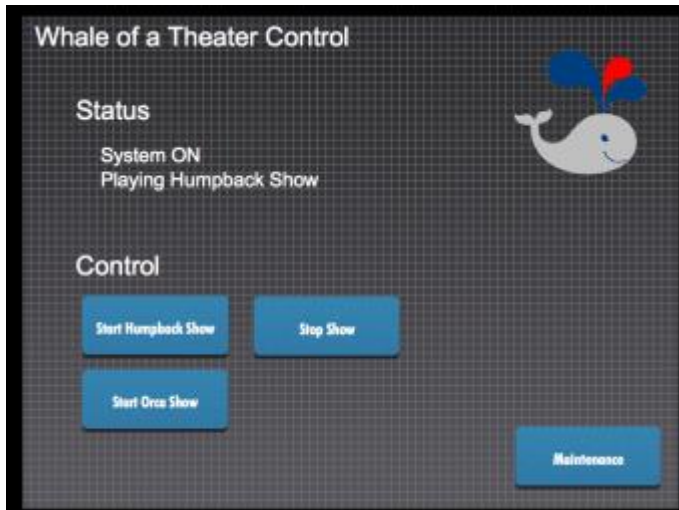 Whale of a Theater Control
Status
System ON
Playing Humpback Show
Control
Start Humpback Show
Stop Show
Start Orca Show
Maintenance